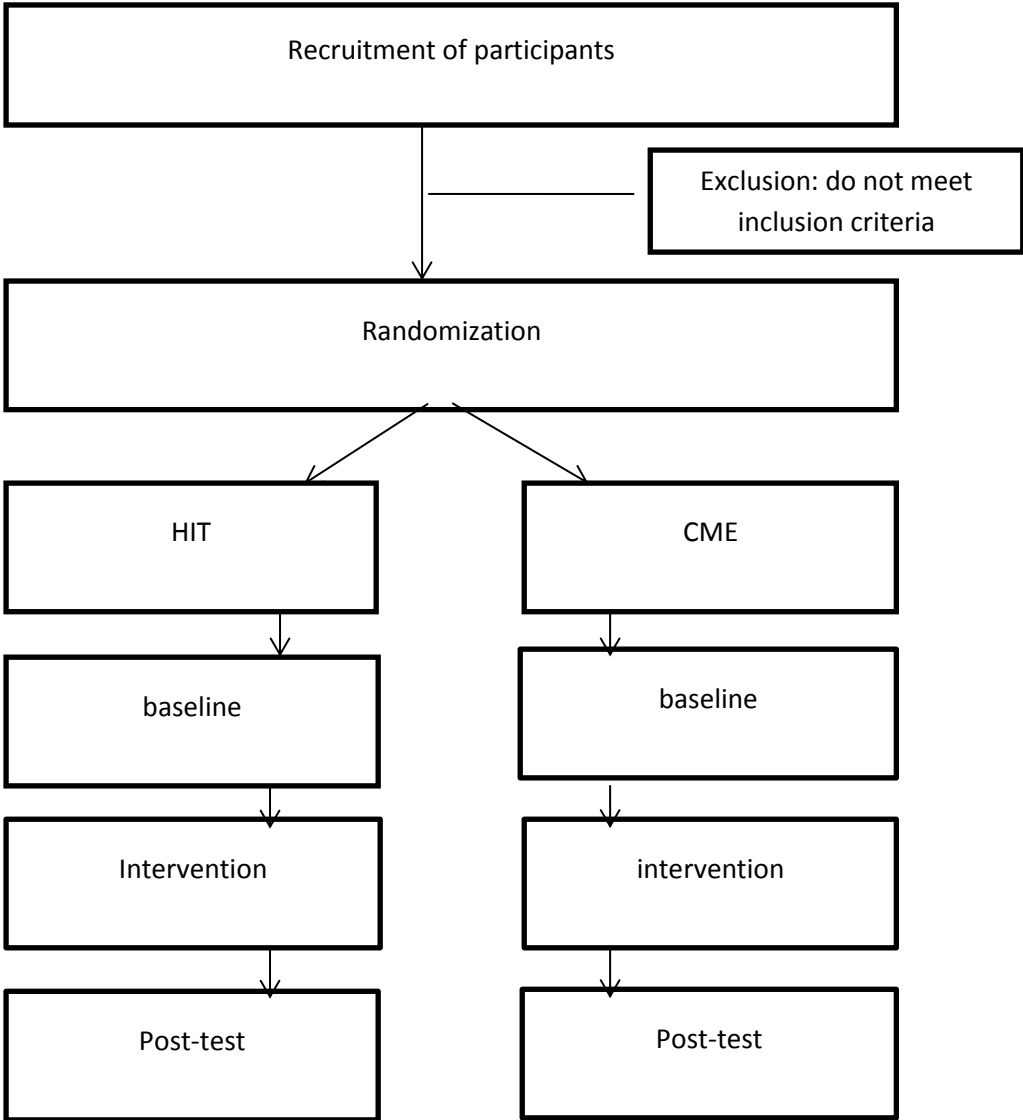 Recruitment of participants
Exclusion: do not meet
inclusion criteria
Randomization
HIT
CME
baseline
baseline
Intervention
intervention
Post-test
Post-test